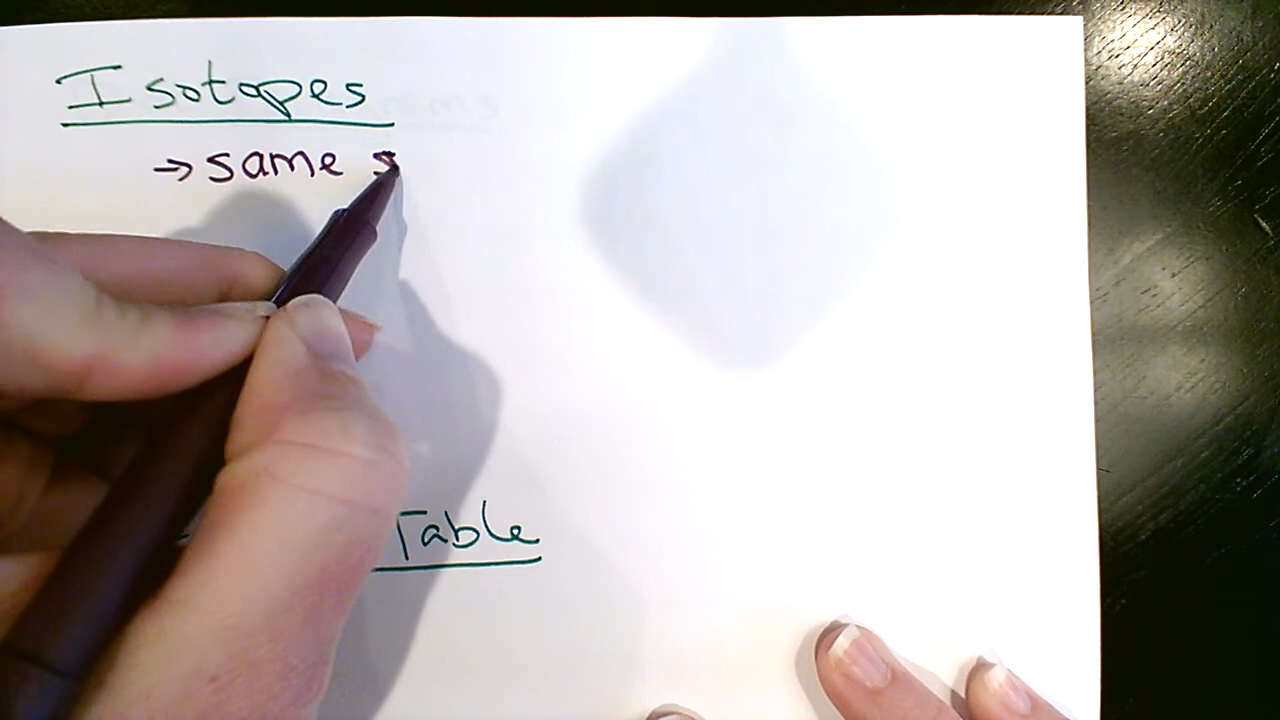 Isotopes
→ same
Table